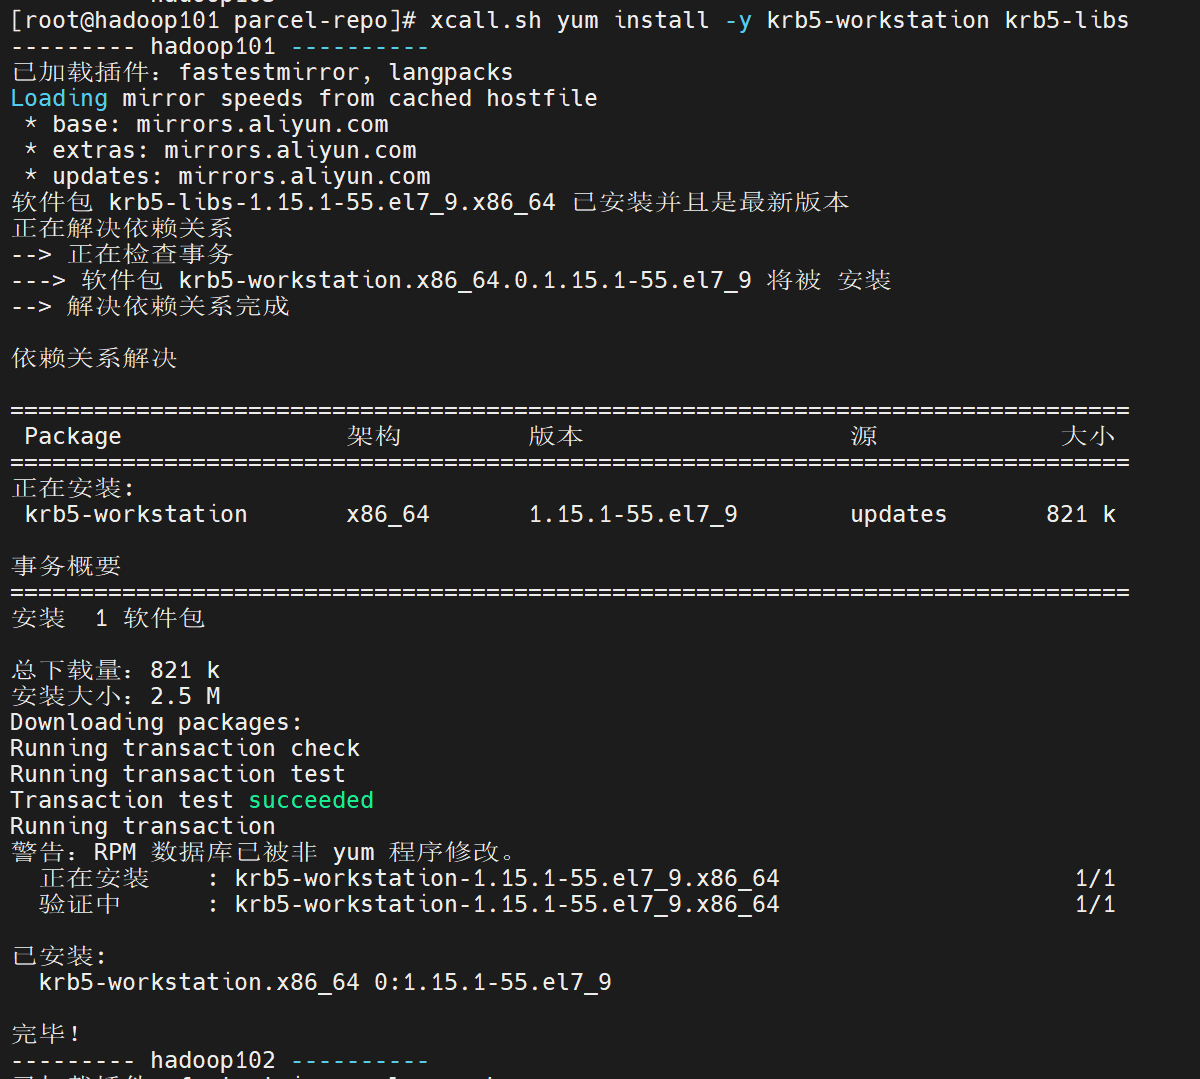 [root@hadoop101 parcel-repo]# xcall.sh yum install -y krb5-workstation krb5-libs
--------- hadoop101 ----------
已加载插件：fastestmirror, langpacks
Loading mirror speeds from cached hostfile
 * base: mirrors.aliyun.com
 * extras: mirrors.aliyun.com
 * updates: mirrors.aliyun.com
软件包 krb5-libs-1.15.1-55.el7_9.x86_64 已安装并且是最新版本
正在解决依赖关系
--> 正在检查事务
---> 软件包 krb5-workstation.x86_64.0.1.15.1-55.el7_9 将被 安装
--> 解决依赖关系完成
依赖关系解决
================================================================================
 Package                架构         版本                   源            大小
================================================================================
正在安装:
 krb5-workstation       x86_64       1.15.1-55.el7_9        updates       821 k
事务概要
================================================================================
安装  1 软件包
总下载量：821 k
安装大小：2.5 M
Downloading packages:
Running transaction check
Running transaction test
Transaction test succeeded
Running transaction
警告：RPM 数据库已被非 yum 程序修改。
  正在安装    : krb5-workstation-1.15.1-55.el7_9.x86_64                     1/1
  验证中      : krb5-workstation-1.15.1-55.el7_9.x86_64                     1/1
已安装:
  krb5-workstation.x86_64 0:1.15.1-55.el7_9
完毕！
--------- hadoop102 ----------